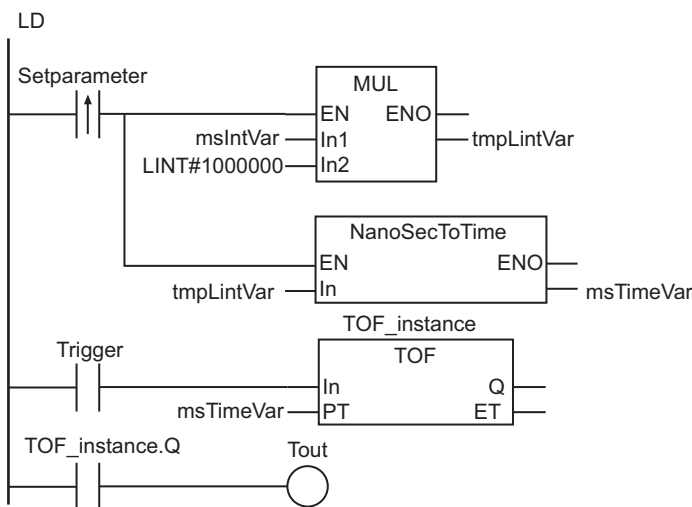 LD
Setparameter
MUL
EN ENO
msIntVar In1 tmpLintVar
LINT#1000000 In2
NanoSecToTime
EN ENO
tmpLintVar In msTimeVar
TOF_instance
Trigger TOF
In Q
msTimeVar PT ET
TOF_instance.Q Tout